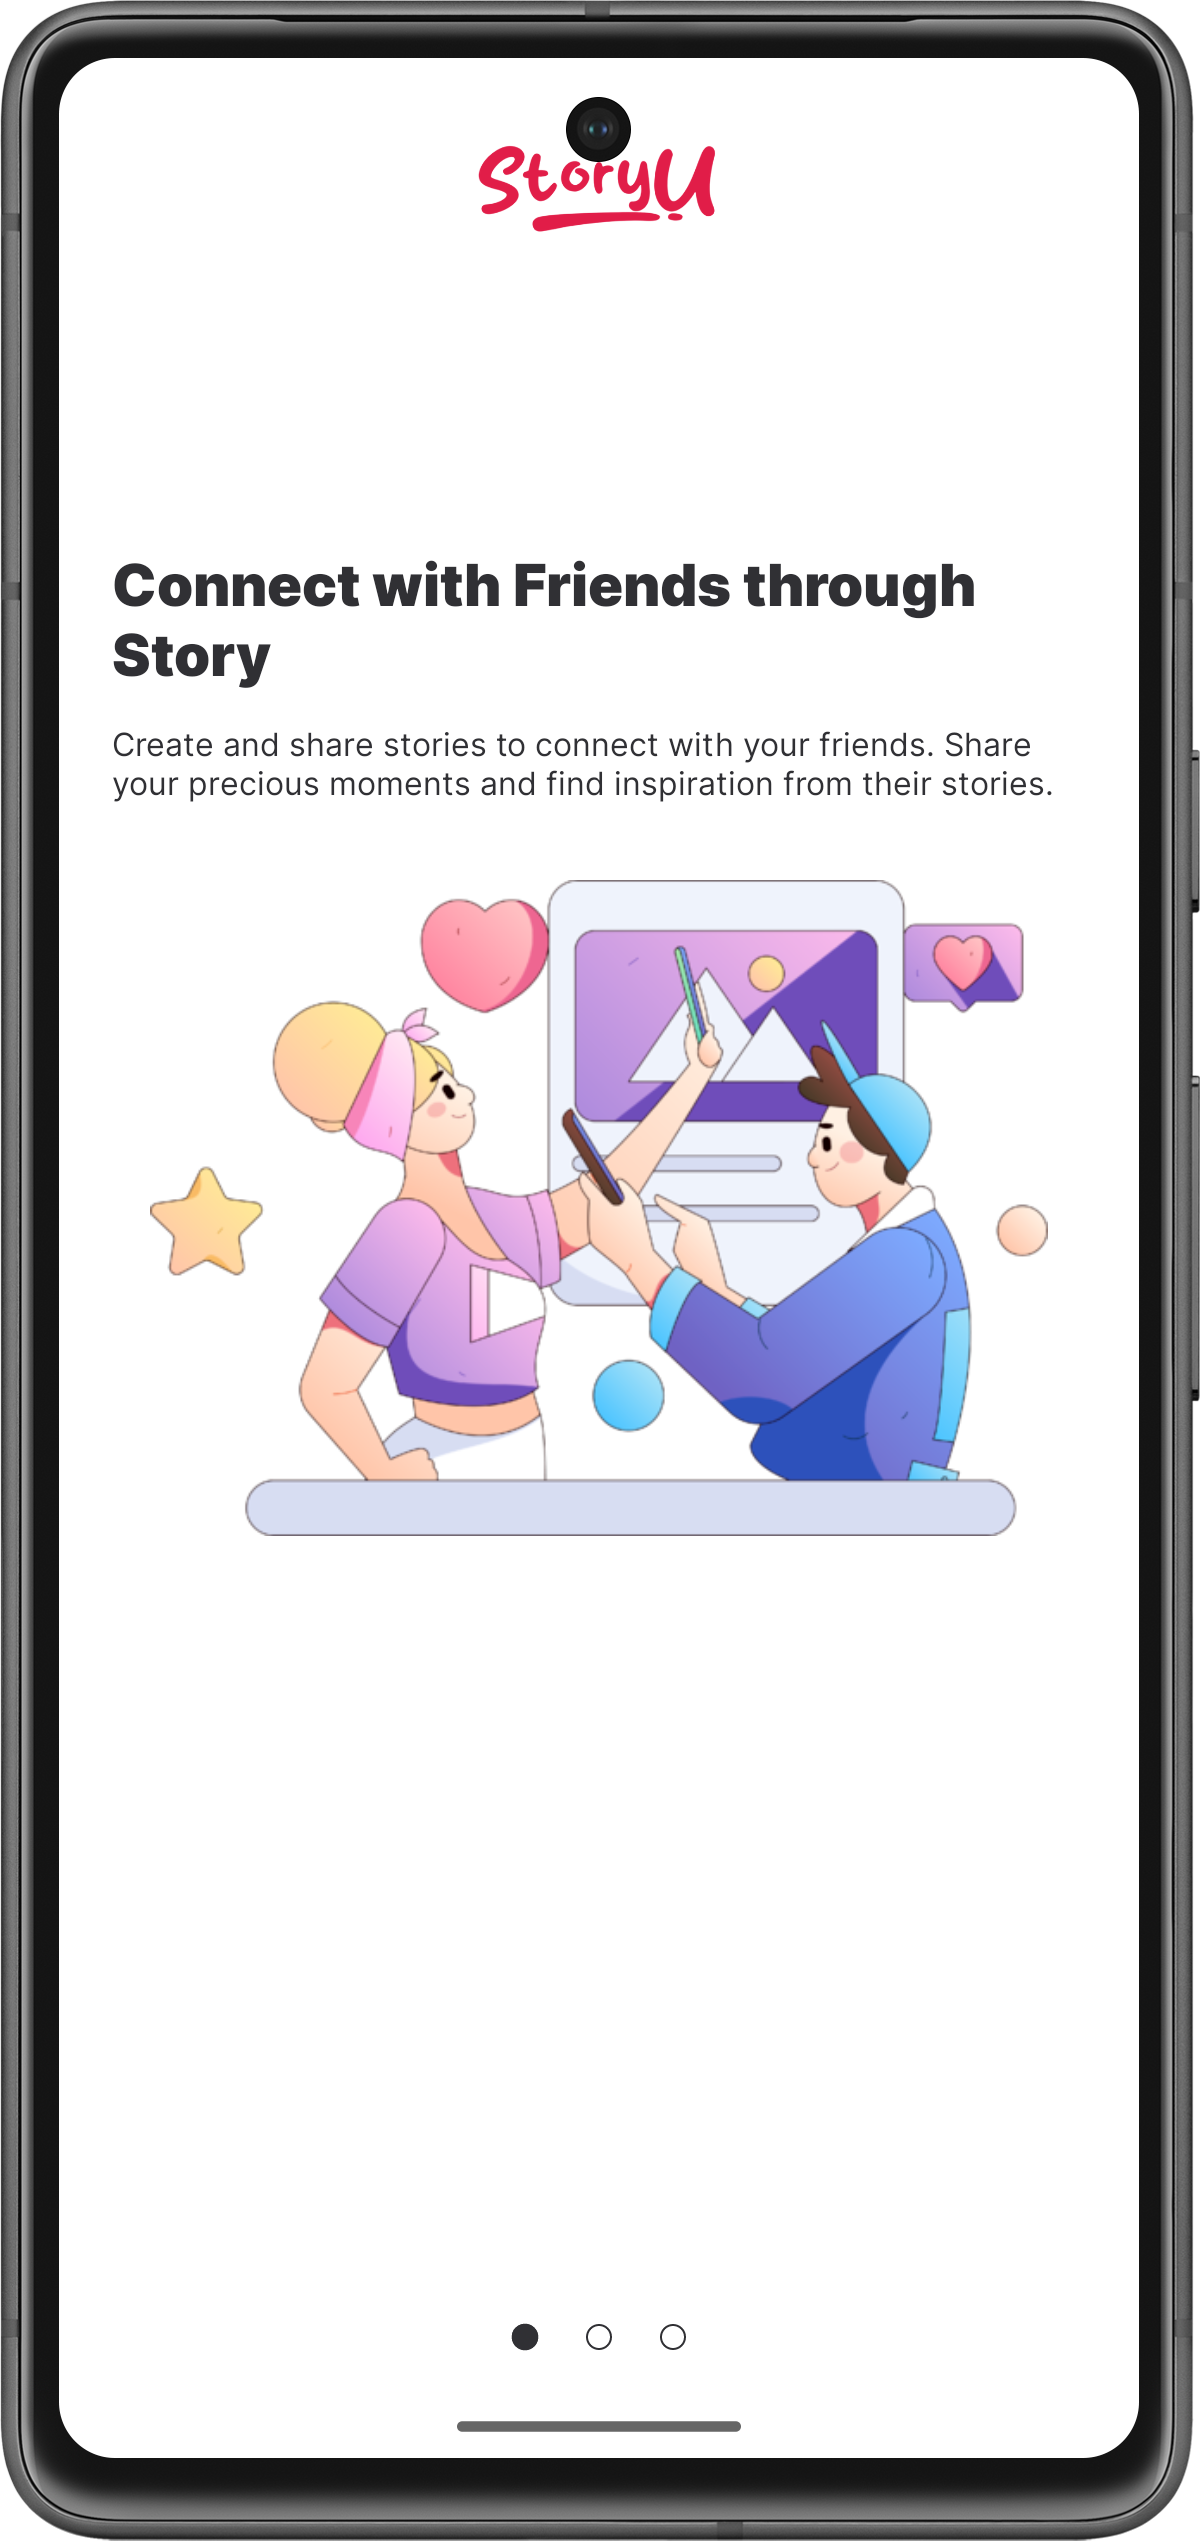 StoryU
Connect with Friends through
Story
Create and share stories to connect with your friends. Share
your precious moments and find inspiration from their stories.